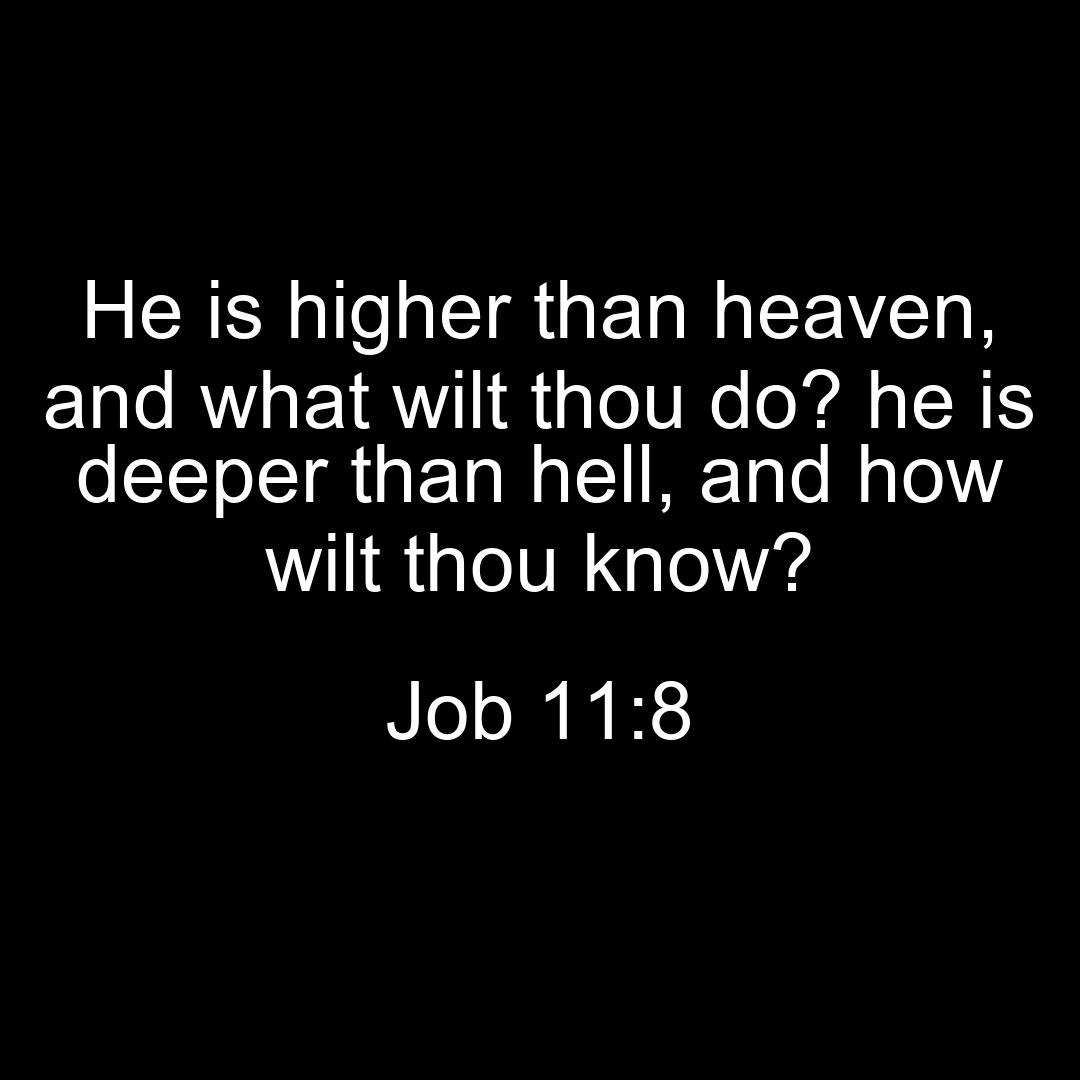 He is higher than heaven,
and what wilt thou do? he is
deeper than hell, and how
wilt thou know?
Job 11:8